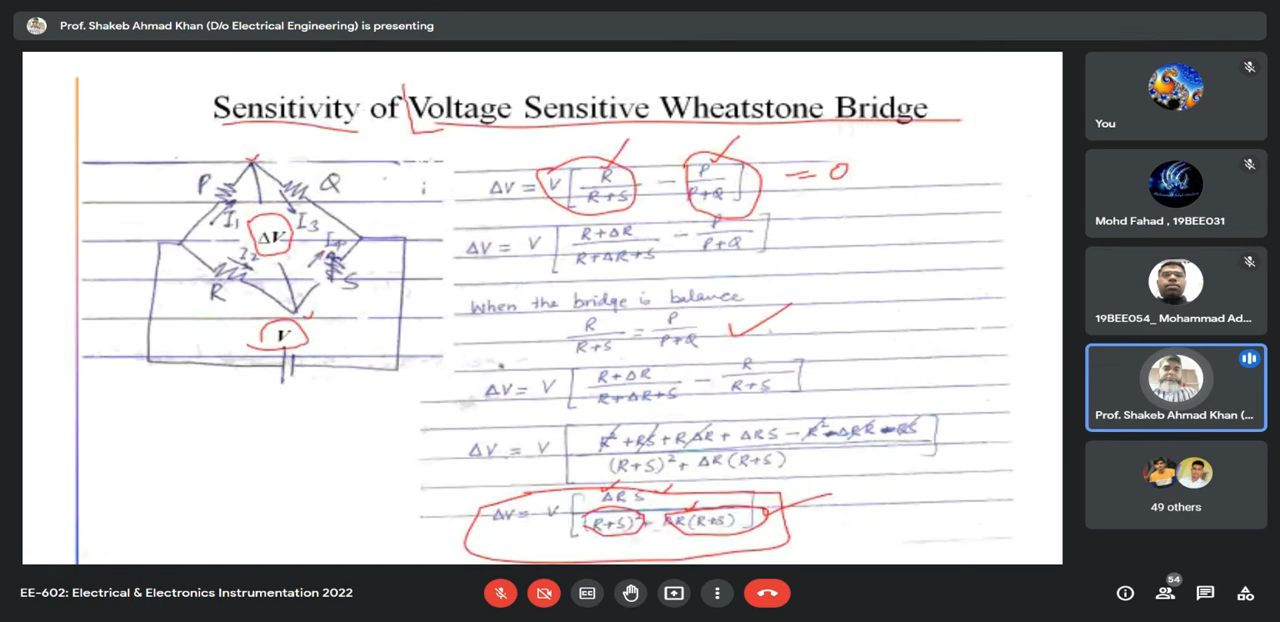 Prof. Shakeb Ahmad Khan (D/o Electrical Engineering) is presenting
Sensitivity of Voltage Sensitive Wheatstone Bridge
P Q
I1 I3
ΔV
I2
R S
V
ΔV = V [ R / R+S − P / P+Q ] = 0
ΔV = V [ R+ΔR / R+ΔR+S − P / P+Q ]
When the bridge is balance
R / R+S = P / P+Q
ΔV = V [ R+ΔR / R+ΔR+S − R / R+S ]
ΔV = V [ R² + RS + RΔR + ΔRS − R² − ΔRR − RS / (R+S)² + ΔR(R+S) ]
ΔV = V [ ΔRS / (R+S)² + ΔR(R+S) ]
You
Mohd Fahad , 19BEE031
19BEE054_ Mohammad Ad...
Prof. Shakeb Ahmad Khan (...
49 others
EE-602: Electrical & Electronics Instrumentation 2022
CC
54